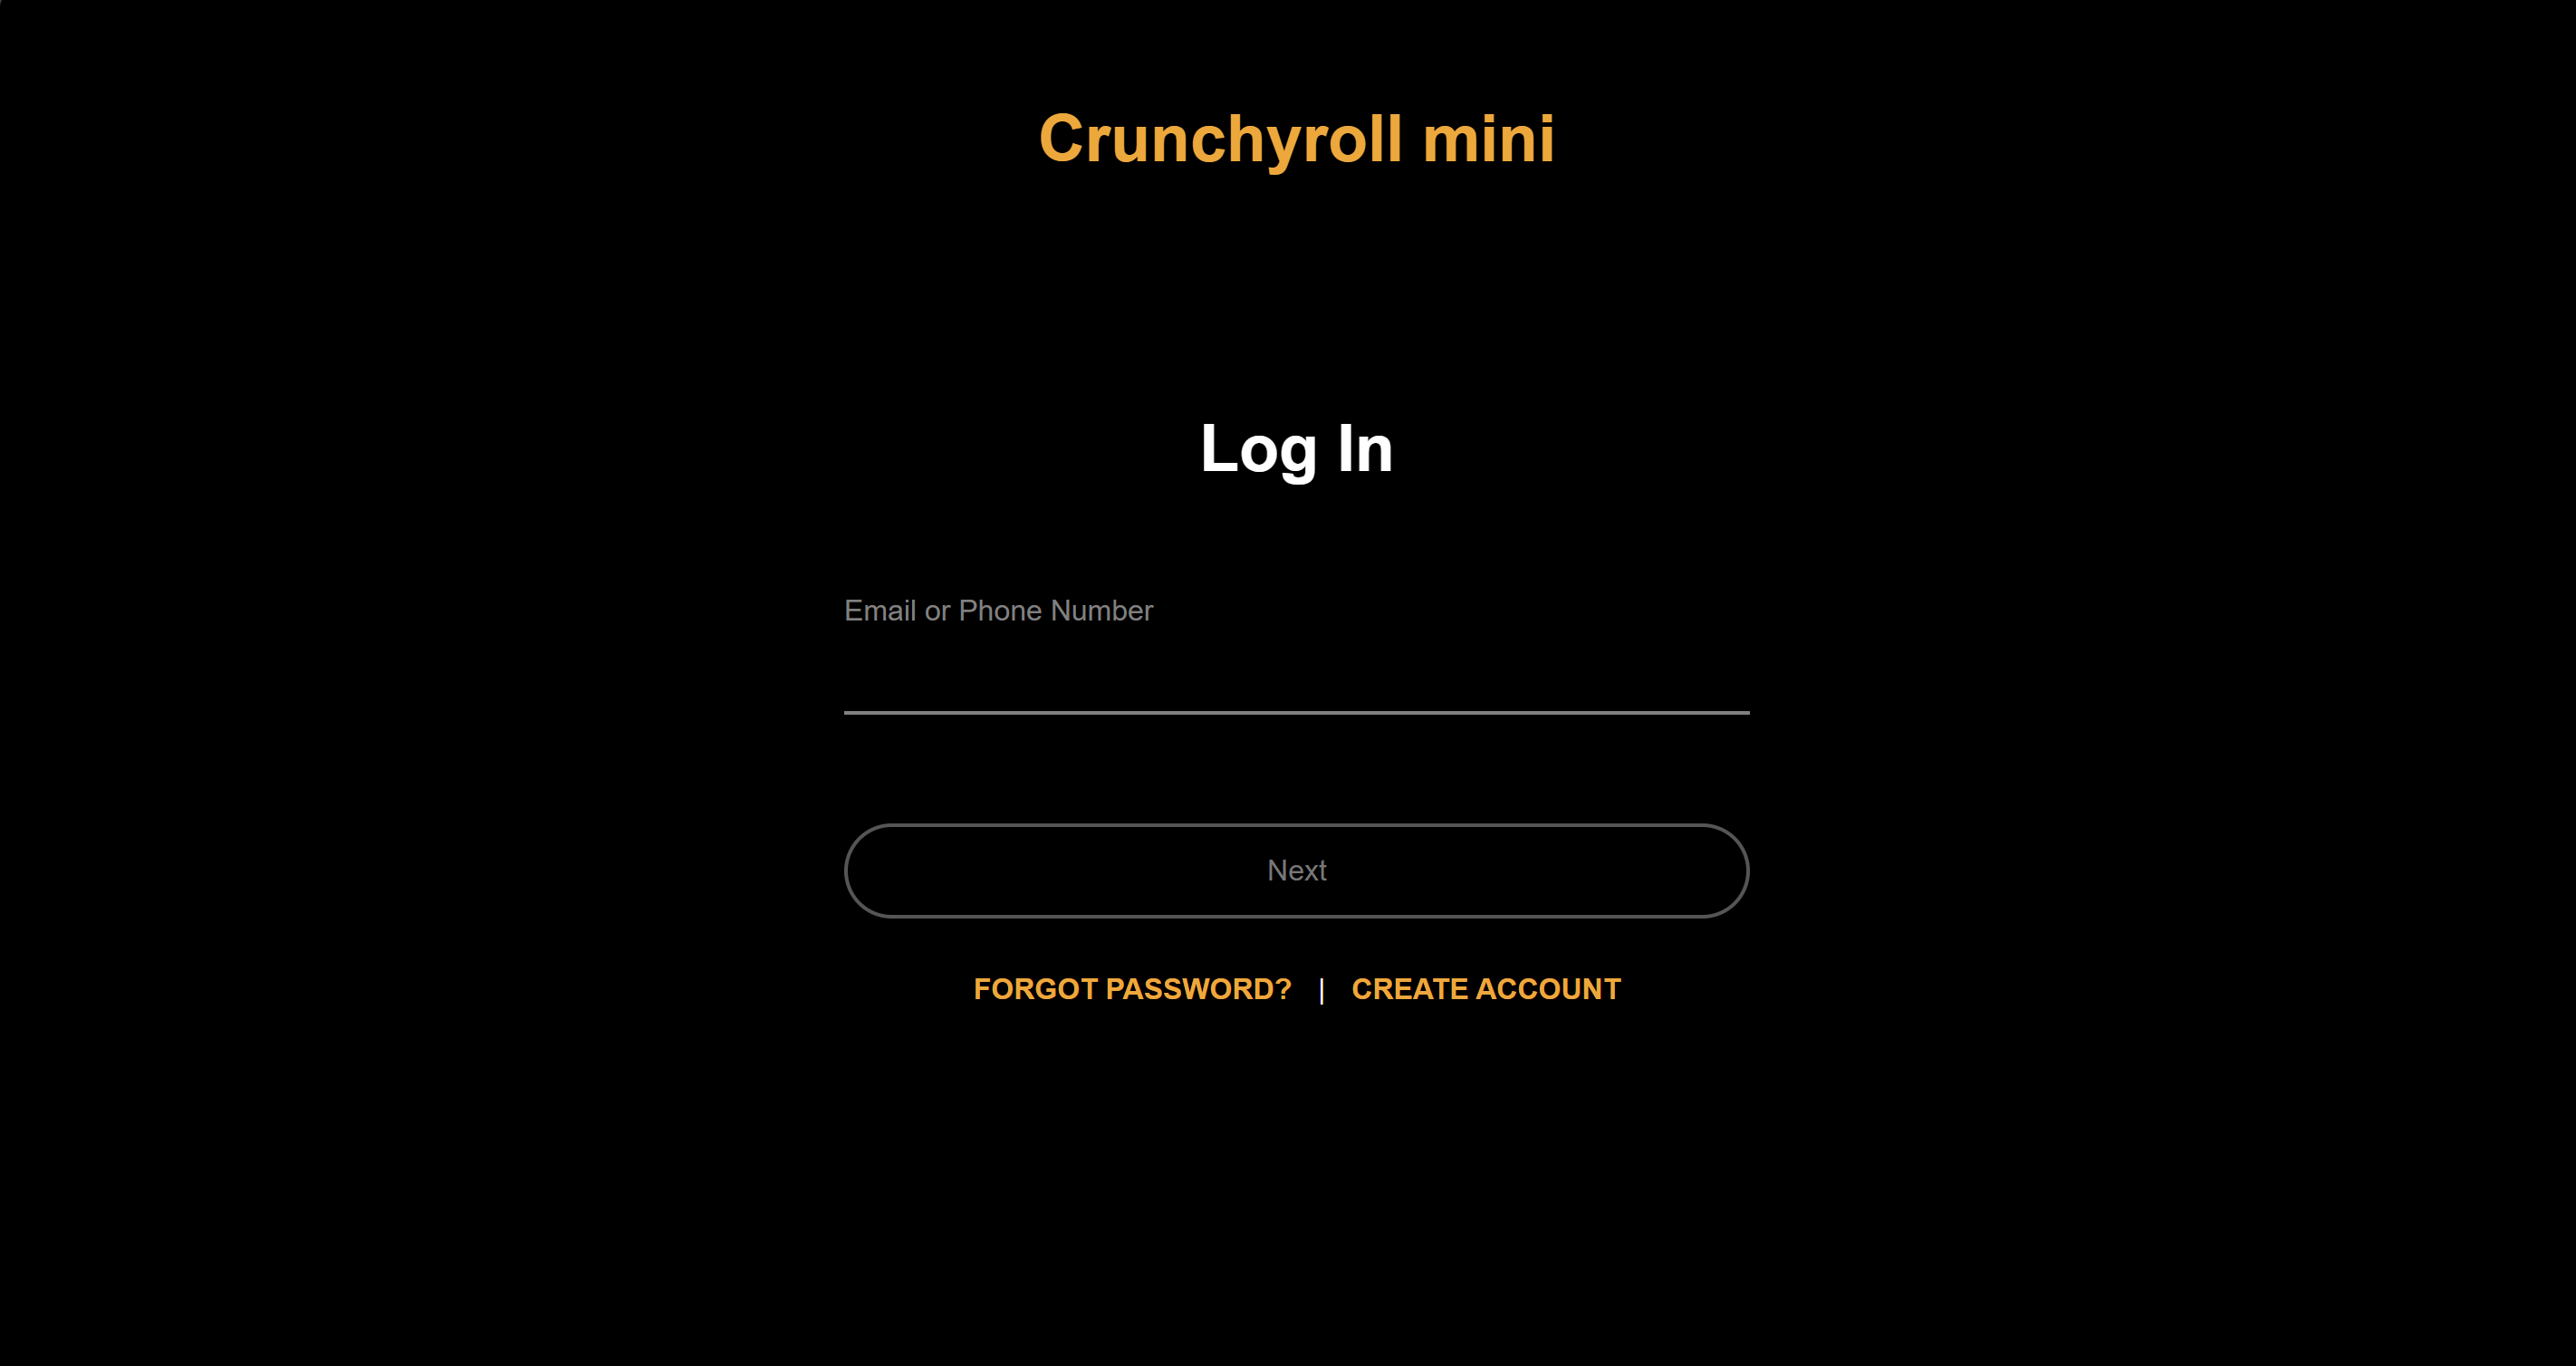 Crunchyroll mini
Log In
Email or Phone Number
Next
FORGOT PASSWORD? | CREATE ACCOUNT